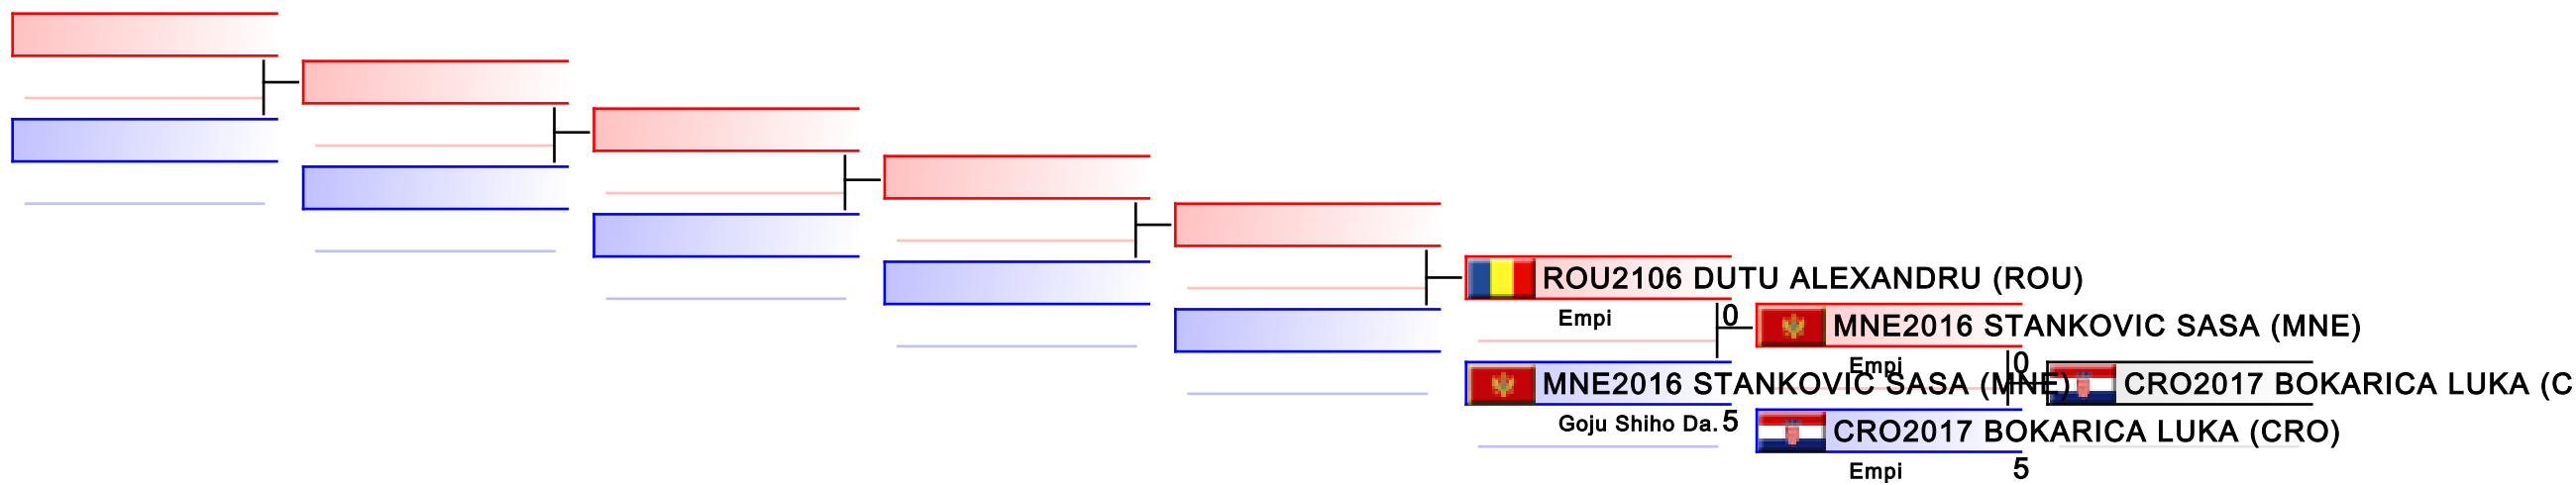 ROU2106 DUTU ALEXANDRU (ROU)
Empi 0
MNE2016 STANKOVIC SASA (MNE)
Goju Shiho Da. 5
MNE2016 STANKOVIC SASA (MNE)
Empi 0
CRO2017 BOKARICA LUKA (CRO)
Empi 5
CRO2017 BOKARICA LUKA (C